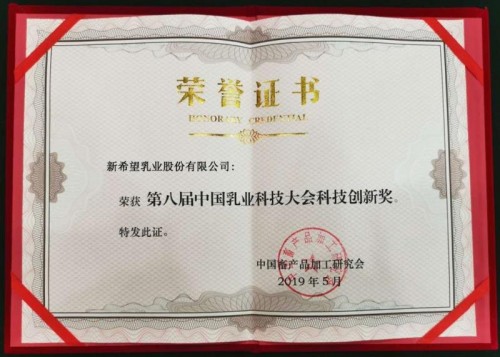 荣誉证书
HONORARY CREDENTIAL
新希望乳业股份有限公司:
荣获 第八届中国乳业科技大会科技创新奖。
特发此证。
中国畜产品加工研究会
2019年5月